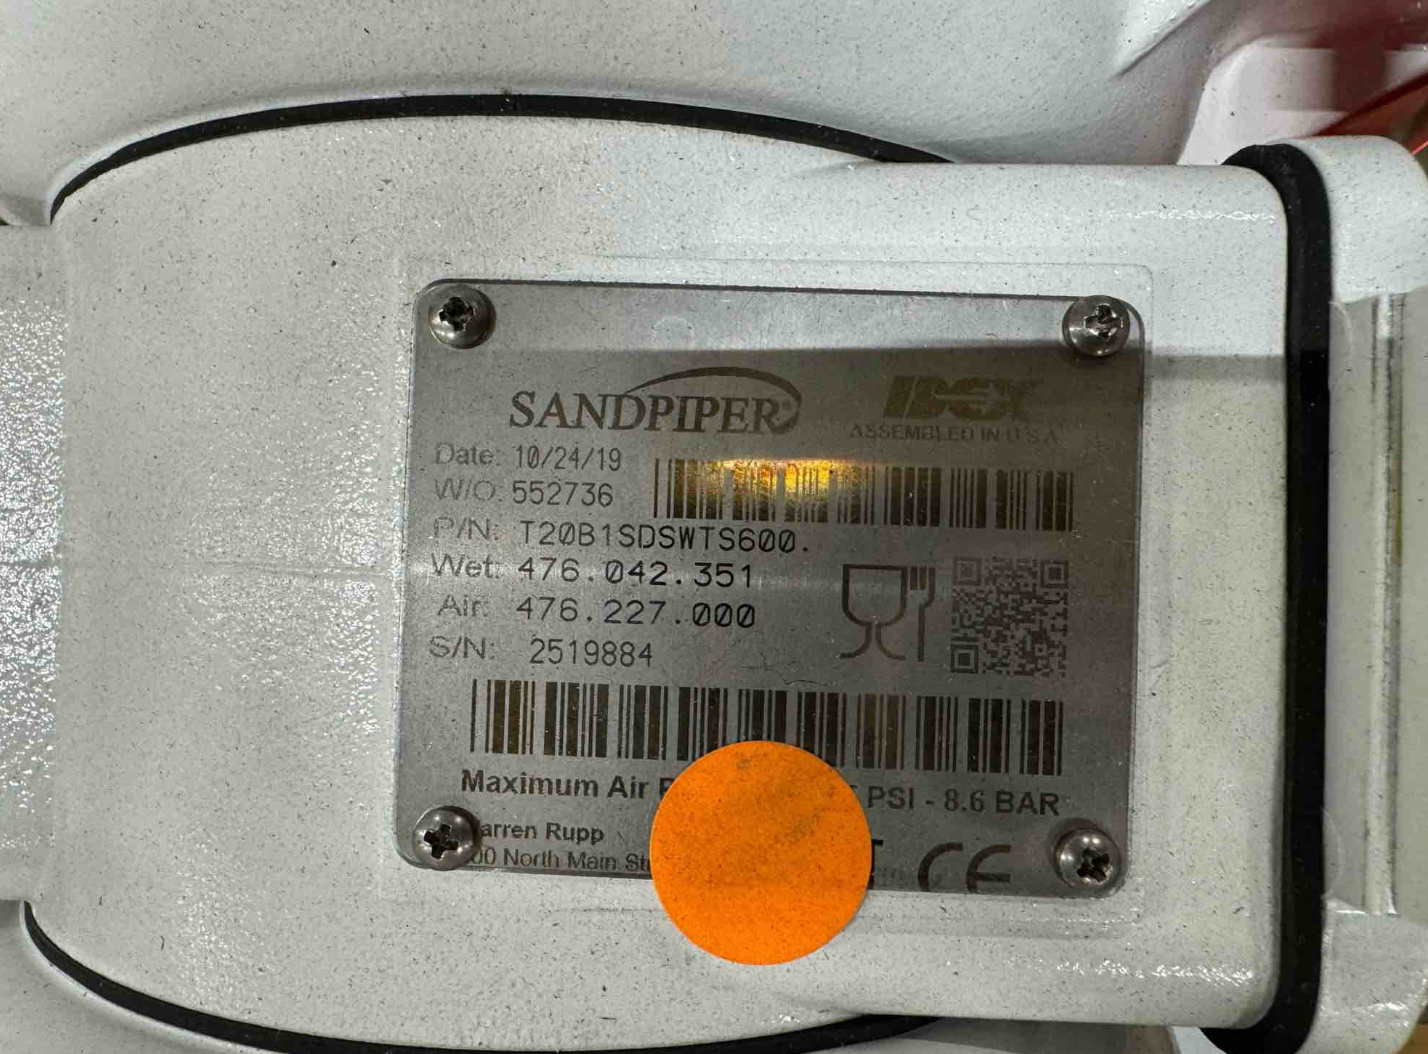 SANDPIPER®
IDEX
ASSEMBLED IN U.S.A
Date: 10/24/19
W/O: 552736
P/N: T20B1SDSWTS600.
Wet: 476.042.351
Air: 476.227.000
S/N: 2519884
Maximum Air PSI - 8.6 BAR
Rupp
North Main
CE